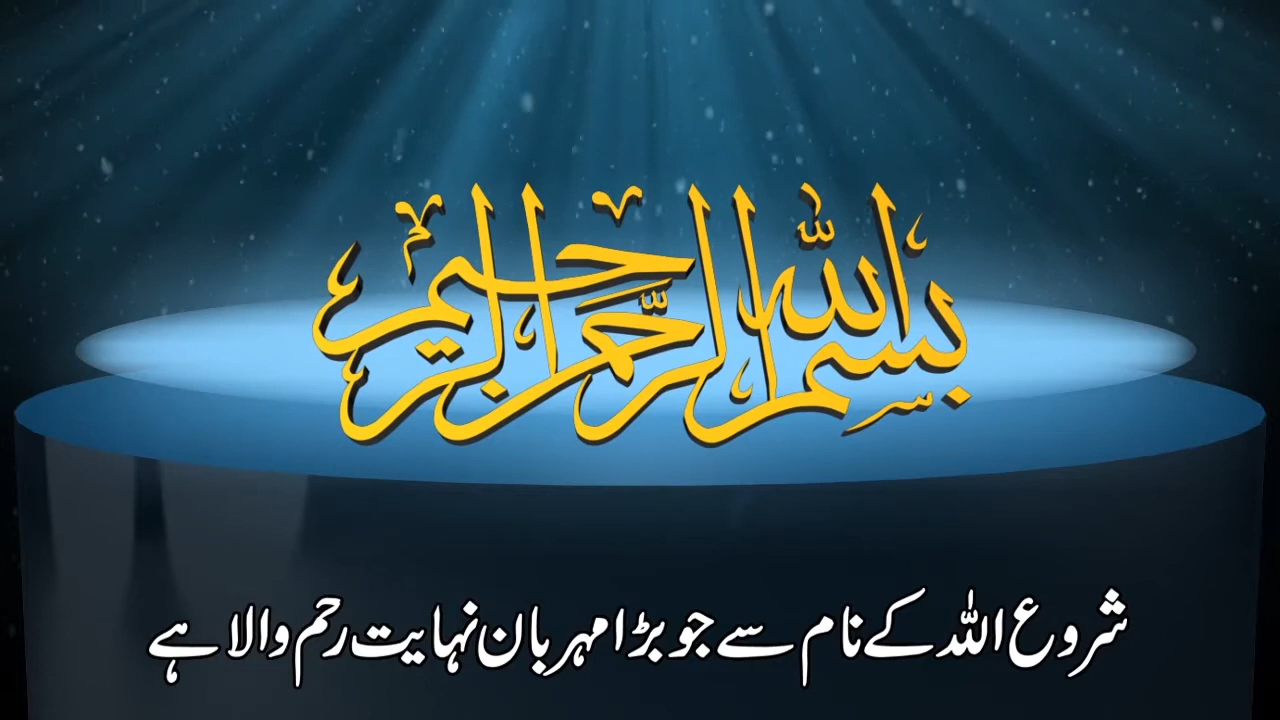 بسم الله الرحمن الرحيم
شروع اللہ کے نام سے جو بڑا مہربان نہایت رحم والا ہے